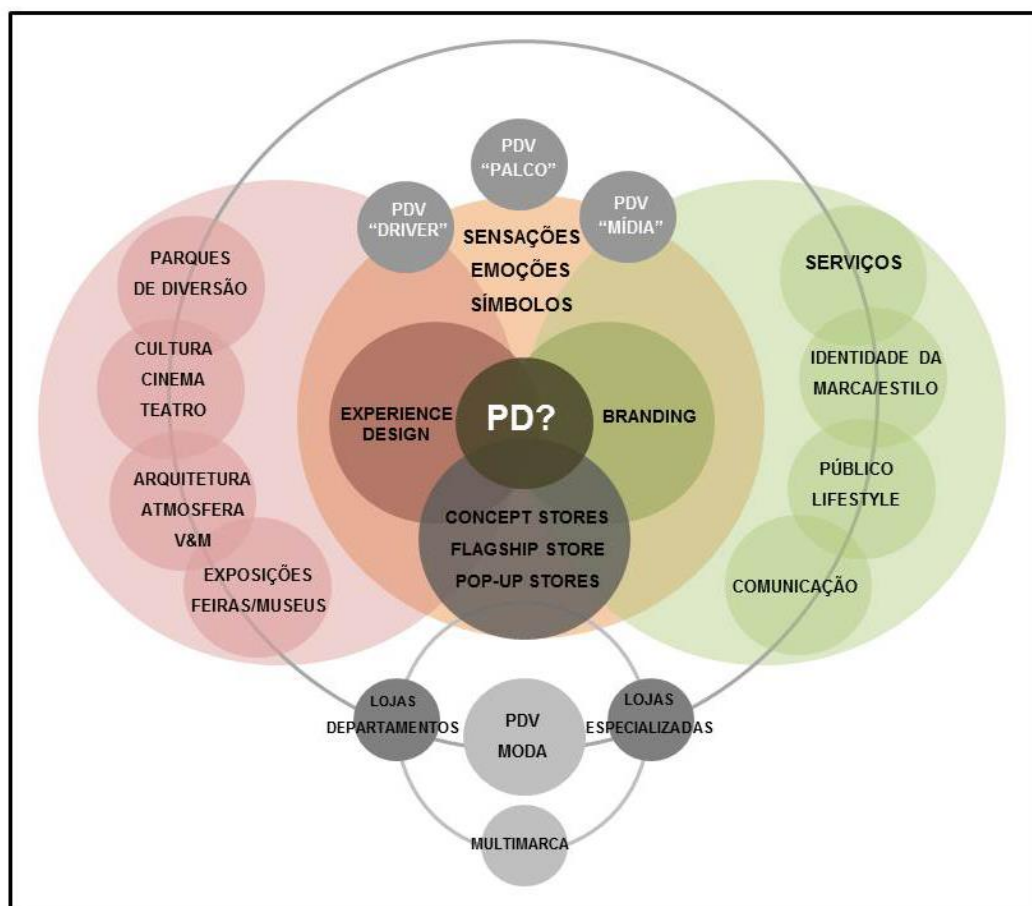 PDV
"PALCO"
PDV
"DRIVER"
PDV
"MÍDIA"
SENSAÇÕES
EMOÇÕES
SÍMBOLOS
PARQUES
DE DIVERSÃO
CULTURA
CINEMA
TEATRO
ARQUITETURA
ATMOSFERA
V&M
EXPOSIÇÕES
FEIRAS/MUSEUS
EXPERIENCE
DESIGN
PD?
BRANDING
CONCEPT STORES
FLAGSHIP STORE
POP-UP STORES
SERVIÇOS
IDENTIDADE DA
MARCA/ESTILO
PÚBLICO
LIFESTYLE
COMUNICAÇÃO
LOJAS
DEPARTAMENTOS
PDV
MODA
LOJAS
ESPECIALIZADAS
MULTIMARCA